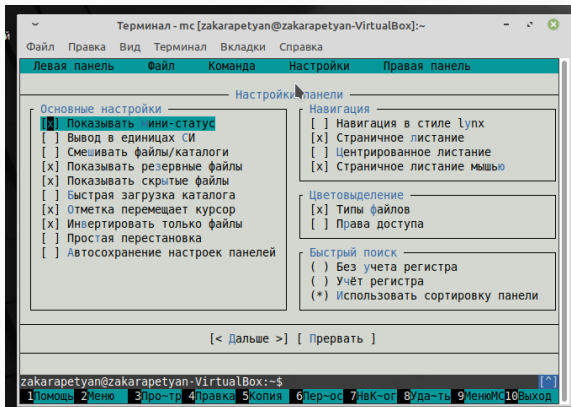 Терминал - mc [zakarapetyan@zakarapetyan-VirtualBox]:~
Файл Правка Вид Терминал Вкладки Справка
Левая панель Файл Команда Настройки Правая панель
Настройки панели
Основные настройки
[x] Показывать мини-статус
[ ] Вывод в единицах СИ
[ ] Смешивать файлы/каталоги
[x] Показывать резервные файлы
[x] Показывать скрытые файлы
[ ] Быстрая загрузка каталога
[x] Отметка перемещает курсор
[x] Инвертировать только файлы
[ ] Простая перестановка
[ ] Автосохранение настроек панелей
Навигация
[ ] Навигация в стиле lynx
[x] Страничное листание
[ ] Центрированное листание
[x] Страничное листание мышью
Цветовыделение
[x] Типы файлов
[ ] Права доступа
Быстрый поиск
( ) Без учета регистра
( ) Учёт регистра
(*) Использовать сортировку панели
[< Дальше >] [ Прервать ]
zakarapetyan@zakarapetyan-VirtualBox:~$ [^]
1Помощь 2Меню 3Про~тр 4Правка 5Копия 6Пер~ос 7НвК~ог 8Уда~ть 9МенюМС 10Выход